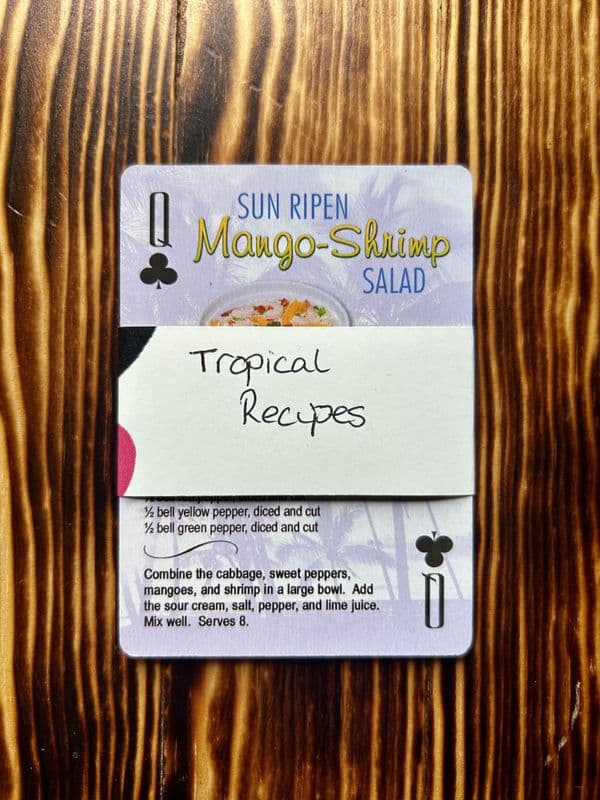 Q
SUN RIPEN
Mango-Shrimp
SALAD
Tropical
Recipes
½ bell yellow pepper, diced and cut
½ bell green pepper, diced and cut
Combine the cabbage, sweet peppers,
mangoes, and shrimp in a large bowl. Add
the sour cream, salt, pepper, and lime juice.
Mix well. Serves 8.
Q